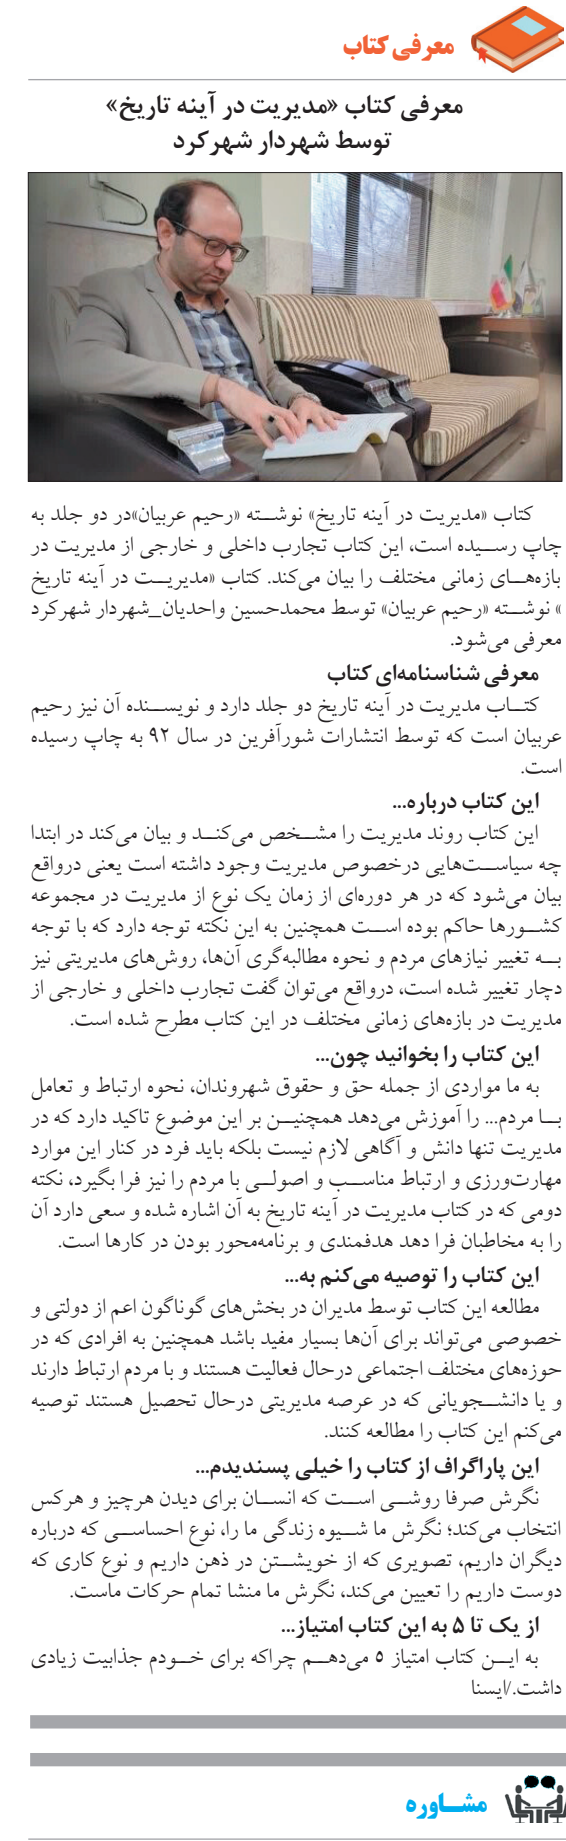 معرفی کتاب
معرفی کتاب «مدیریت در آینه تاریخ»
توسط شهردار شهرکرد
کتاب «مدیریت در آینه تاریخ» نوشته «رحیم عربیان»در دو جلد به
چاپ رسیده است، این کتاب تجارب داخلی و خارجی از مدیریت در
بازه‌های زمانی مختلف را بیان می‌کند. کتاب «مدیریت در آینه تاریخ
» نوشته «رحیم عربیان» توسط محمدحسین واحدیان_شهردار شهرکرد
معرفی می‌شود.
معرفی شناسنامه‌ای کتاب
کتاب مدیریت در آینه تاریخ دو جلد دارد و نویسنده آن نیز رحیم
عربیان است که توسط انتشارات شورآفرین در سال ۹۲ به چاپ رسیده
است.
این کتاب درباره...
این کتاب روند مدیریت را مشخص می‌کند و بیان می‌کند در ابتدا
چه سیاست‌هایی درخصوص مدیریت وجود داشته است یعنی درواقع
بیان می‌شود که در هر دوره‌ای از زمان یک نوع از مدیریت در مجموعه
کشورها حاکم بوده است همچنین به این نکته توجه دارد که با توجه
به تغییر نیازهای مردم و نحوه مطالبه‌گری آن‌ها، روش‌های مدیریتی نیز
دچار تغییر شده است، درواقع می‌توان گفت تجارب داخلی و خارجی از
مدیریت در بازه‌های زمانی مختلف در این کتاب مطرح شده است.
این کتاب را بخوانید چون...
به ما مواردی از جمله حق و حقوق شهروندان، نحوه ارتباط و تعامل
با مردم... را آموزش می‌دهد همچنین بر این موضوع تاکید دارد که در
مدیریت تنها دانش و آگاهی لازم نیست بلکه باید فرد در کنار این موارد
مهارت‌ورزی و ارتباط مناسب و اصولی با مردم را نیز فرا بگیرد، نکته
دومی که در کتاب مدیریت در آینه تاریخ به آن اشاره شده و سعی دارد آن
را به مخاطبان فرا دهد هدفمندی و برنامه‌محور بودن در کارها است.
این کتاب را توصیه می‌کنم به...
مطالعه این کتاب توسط مدیران در بخش‌های گوناگون اعم از دولتی و
خصوصی می‌تواند برای آن‌ها بسیار مفید باشد همچنین به افرادی که در
حوزه‌های مختلف اجتماعی درحال فعالیت هستند و با مردم ارتباط دارند
و یا دانشجویانی که در عرصه مدیریتی درحال تحصیل هستند توصیه
می‌کنم این کتاب را مطالعه کنند.
این پاراگراف از کتاب را خیلی پسندیدم...
نگرش صرفا روشی است که انسان برای دیدن هرچیز و هرکس
انتخاب می‌کند؛ نگرش ما شیوه زندگی ما را، نوع احساسی که درباره
دیگران داریم، تصویری که از خویشتن در ذهن داریم و نوع کاری که
دوست داریم را تعیین می‌کند، نگرش ما منشا تمام حرکات ماست.
از یک تا ۵ به این کتاب امتیاز...
به این کتاب امتیاز ۵ می‌دهم چراکه برای خودم جذابیت زیادی
داشت./ایسنا
مشاوره